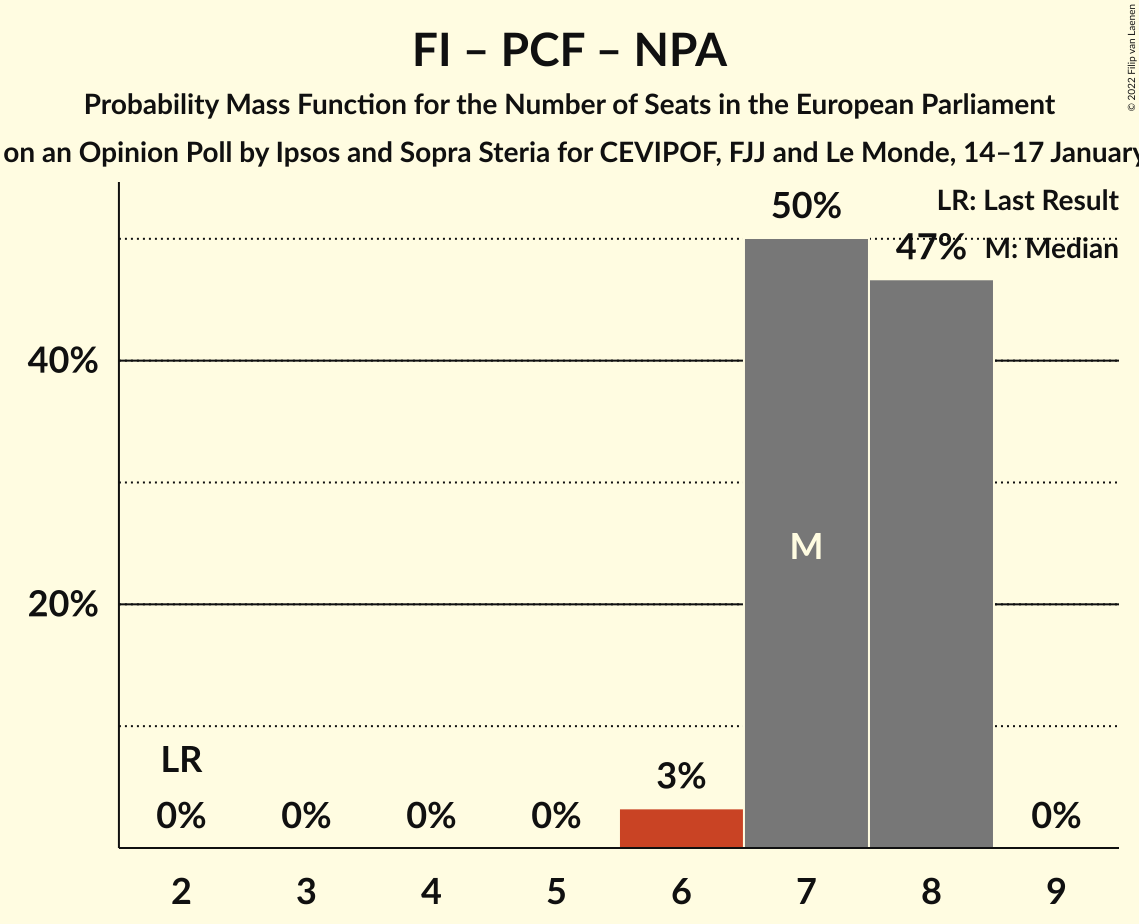 FI – PCF – NPA
Probability Mass Function for the Number of Seats in the European Parliament
on an Opinion Poll by Ipsos and Sopra Steria for CEVIPOF, FJJ and Le Monde, 14–17 January
© 2022 Filip van Laenen
LR: Last Result
M: Median
50%
47%
40%
M
20%
LR
3%
0% 0% 0% 0% 0%
2 3 4 5 6 7 8 9